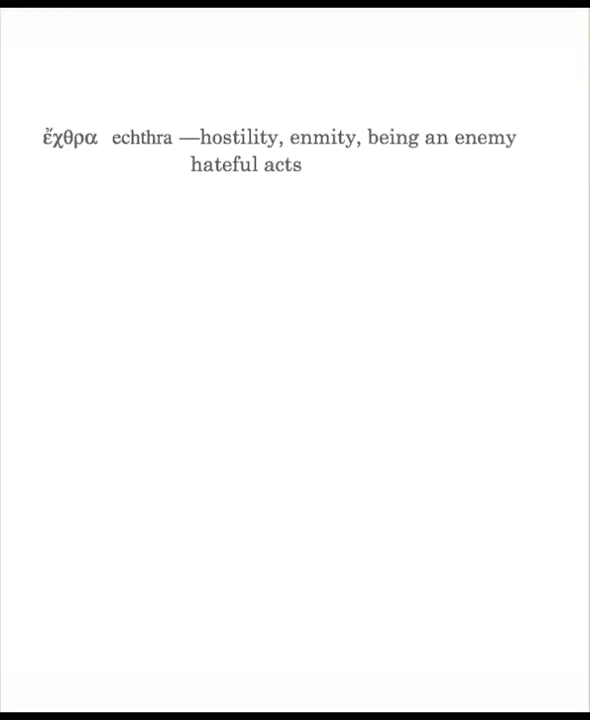 ἔχθρα echthra —hostility, enmity, being an enemy
hateful acts